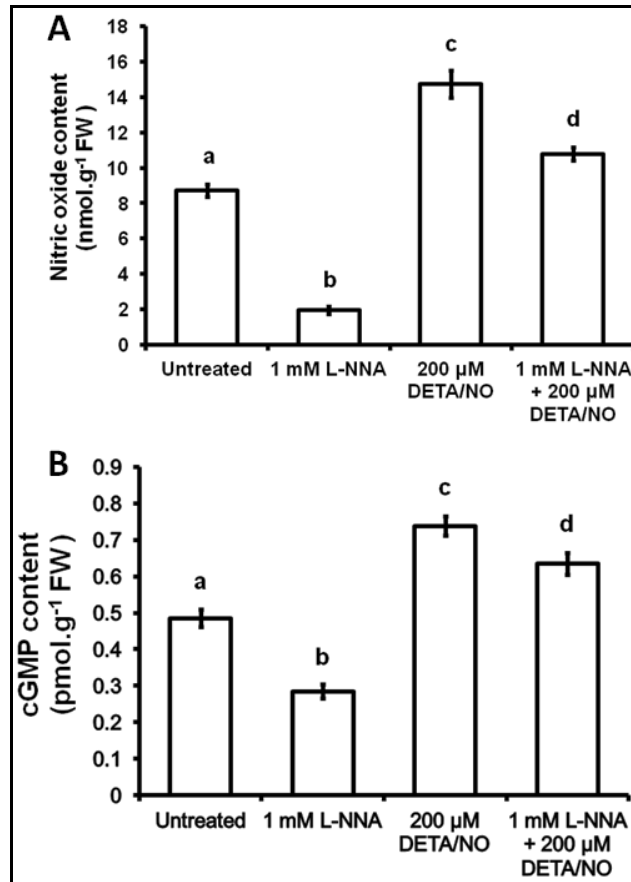 A
Nitric oxide content
(nmol.g⁻¹ FW)
18
16
14
12
10
8
6
4
2
0
a
b
c
d
Untreated
1 mM L-NNA
200 µM
DETA/NO
1 mM L-NNA
+ 200 µM
DETA/NO
B
cGMP content
(pmol.g⁻¹ FW)
0.9
0.8
0.7
0.6
0.5
0.4
0.3
0.2
0.1
0
a
b
c
d
Untreated
1 mM L-NNA
200 µM
DETA/NO
1 mM L-NNA
+ 200 µM
DETA/NO